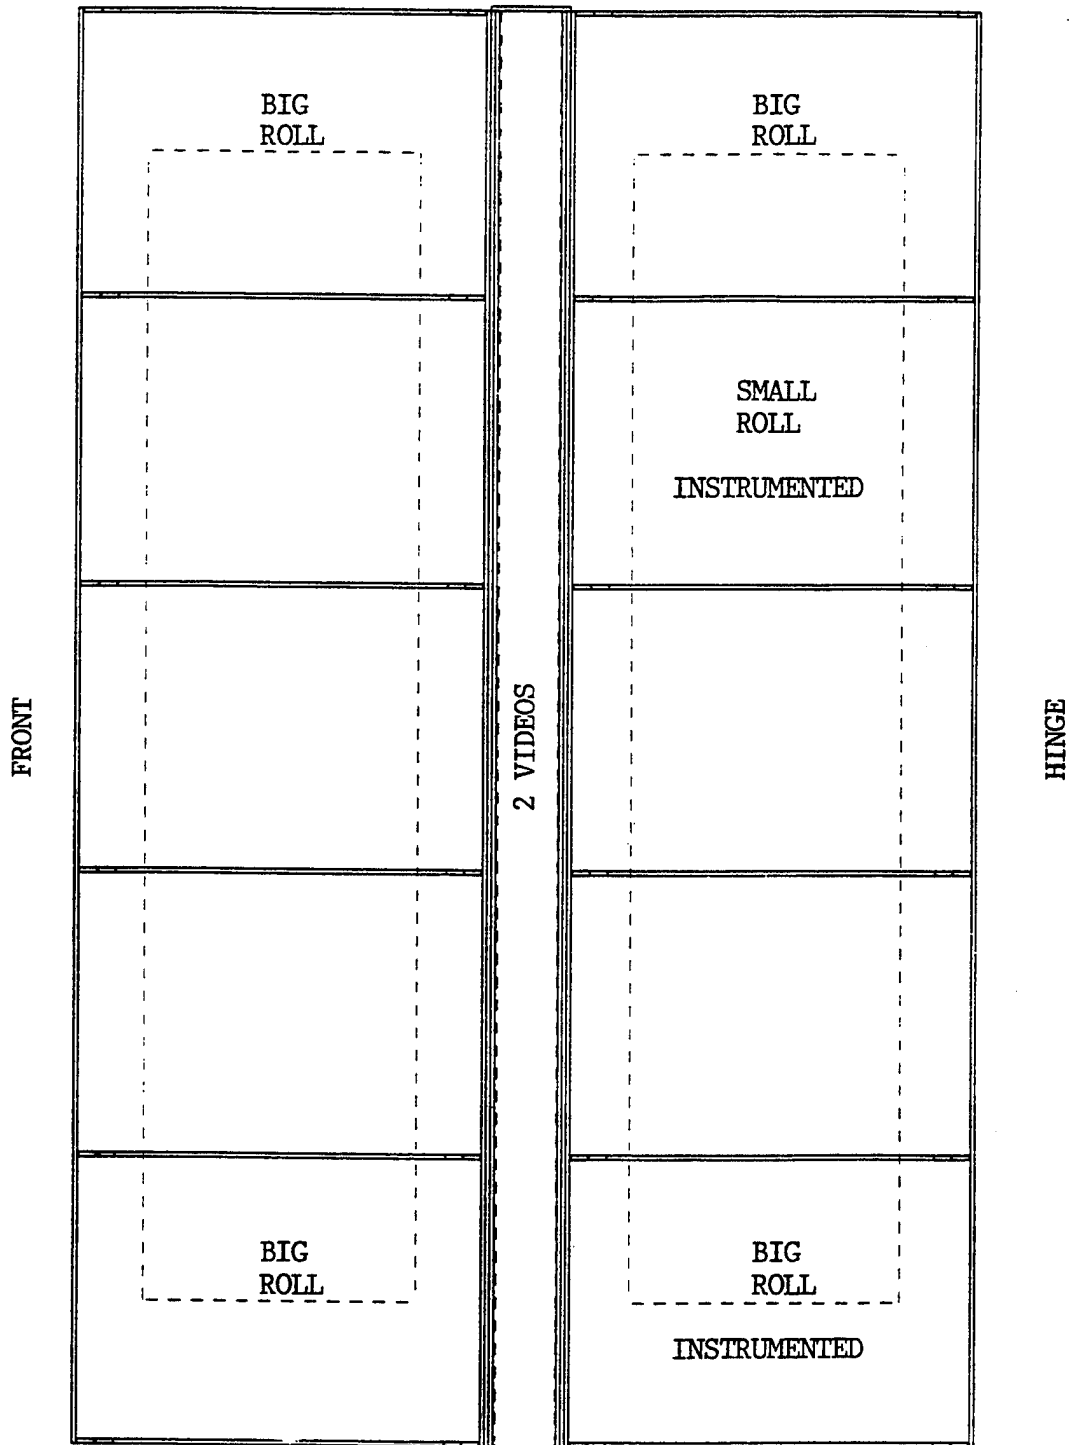 BIG
ROLL
BIG
ROLL
SMALL
ROLL
INSTRUMENTED
FRONT
2 VIDEOS
HINGE
BIG
ROLL
BIG
ROLL
INSTRUMENTED